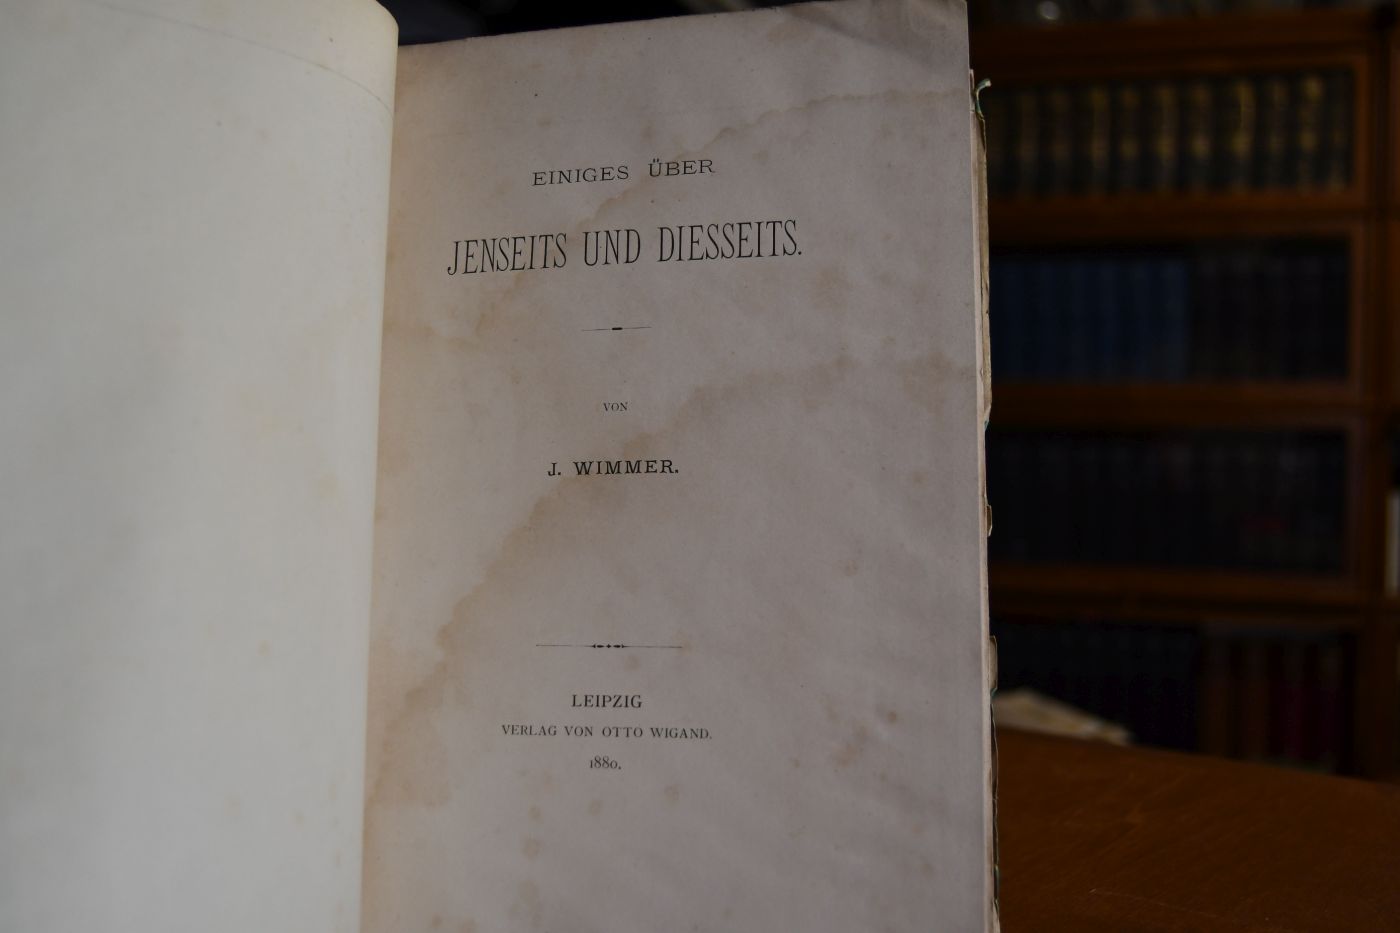 EINIGES ÜBER
JENSEITS UND DIESSEITS.
VON
J. WIMMER.
LEIPZIG
VERLAG VON OTTO WIGAND.
1880.